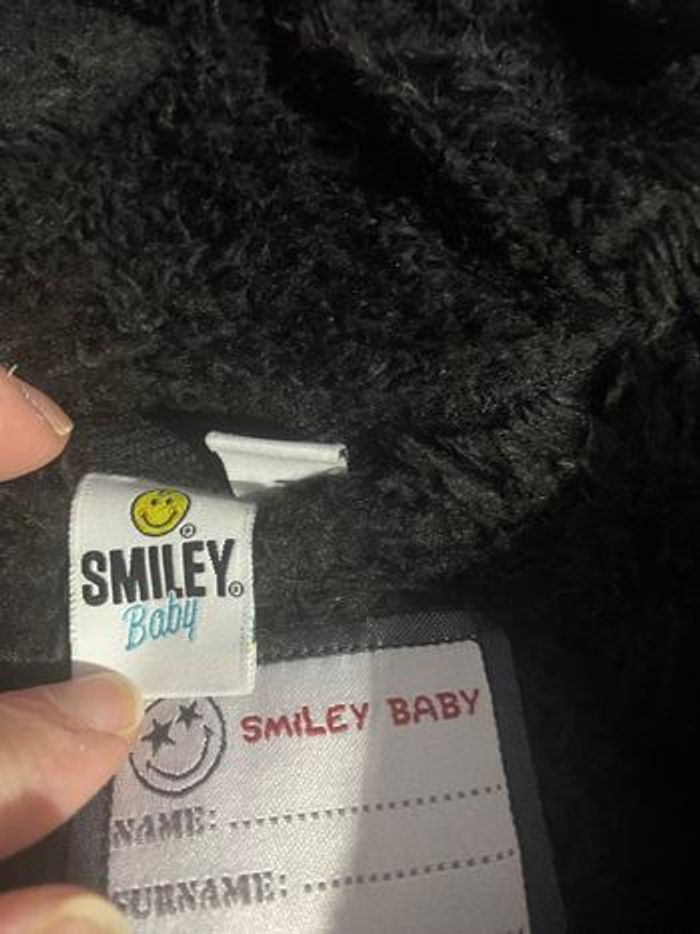 SMILEY®
Baby
SMiLEY BABY
NAME: ..........................
SURNAME: ....................